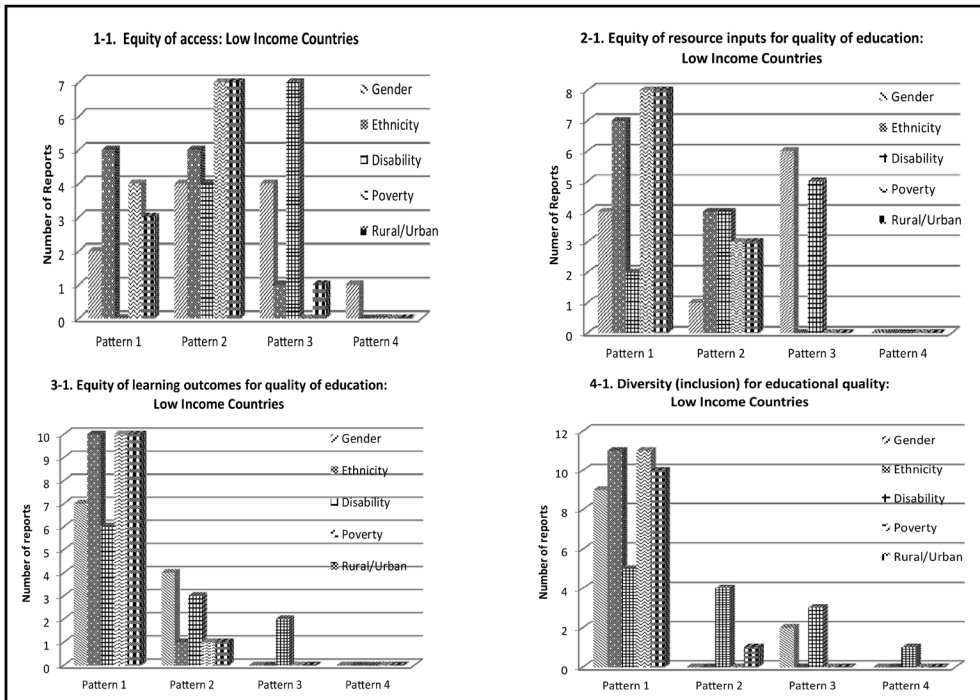 1-1. Equity of access: Low Income Countries
Number of Reports
7
6
5
4
3
2
1
0
Gender
Ethnicity
Disability
Poverty
Rural/Urban
Pattern 1 Pattern 2 Pattern 3 Pattern 4
2-1. Equity of resource inputs for quality of education:
Low Income Countries
Numer of Reports
8
7
6
5
4
3
2
1
0
Gender
Ethnicity
Disability
Poverty
Rural/Urban
Pattern 1 Pattern 2 Pattern 3 Pattern 4
3-1. Equity of learning outcomes for quality of education:
Low Income Countries
Number of reports
10
9
8
7
6
5
4
3
2
1
0
Gender
Ethnicity
Disability
Poverty
Rural/Urban
Pattern 1 Pattern 2 Pattern 3 Pattern 4
4-1. Diversity (inclusion) for educational quality:
Low Income Countries
Number of reports
12
10
8
6
4
2
0
Gender
Ethnicity
Disability
Poverty
Rural/Urban
Pattern 1 Pattern 2 Pattern 3 Pattern 4